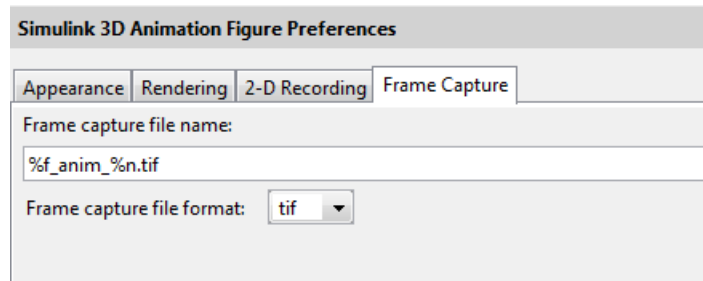 Simulink 3D Animation Figure Preferences
Appearance Rendering 2-D Recording Frame Capture
Frame capture file name:
%f_anim_%n.tif
Frame capture file format: tif